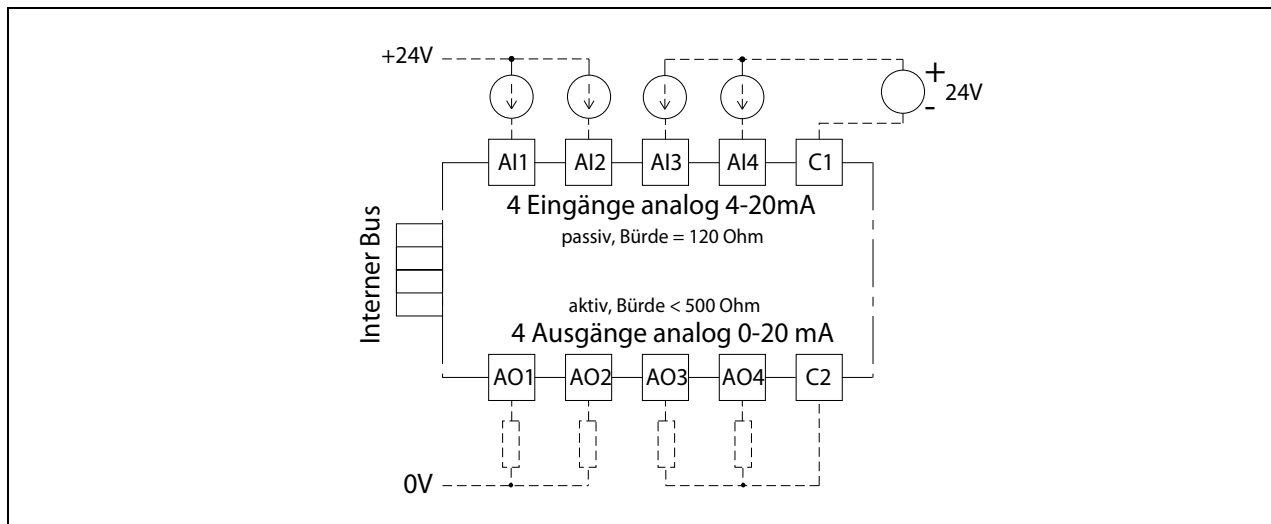 +24V
+
24V
-
AI1 AI2 AI3 AI4 C1
4 Eingänge analog 4-20mA
passiv, Bürde = 120 Ohm
Interner Bus
aktiv, Bürde < 500 Ohm
4 Ausgänge analog 0-20 mA
AO1 AO2 AO3 AO4 C2
0V